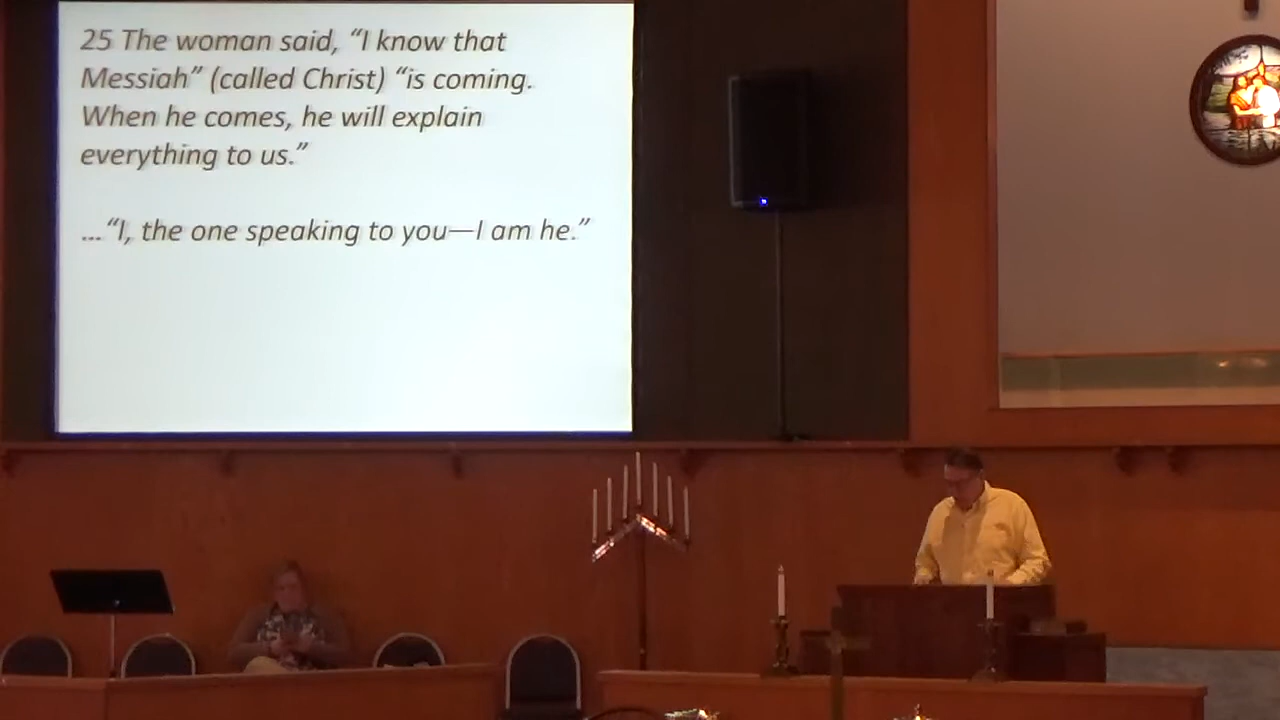 25 The woman said, “I know that
Messiah” (called Christ) “is coming.
When he comes, he will explain
everything to us.”
…“I, the one speaking to you—I am he.”